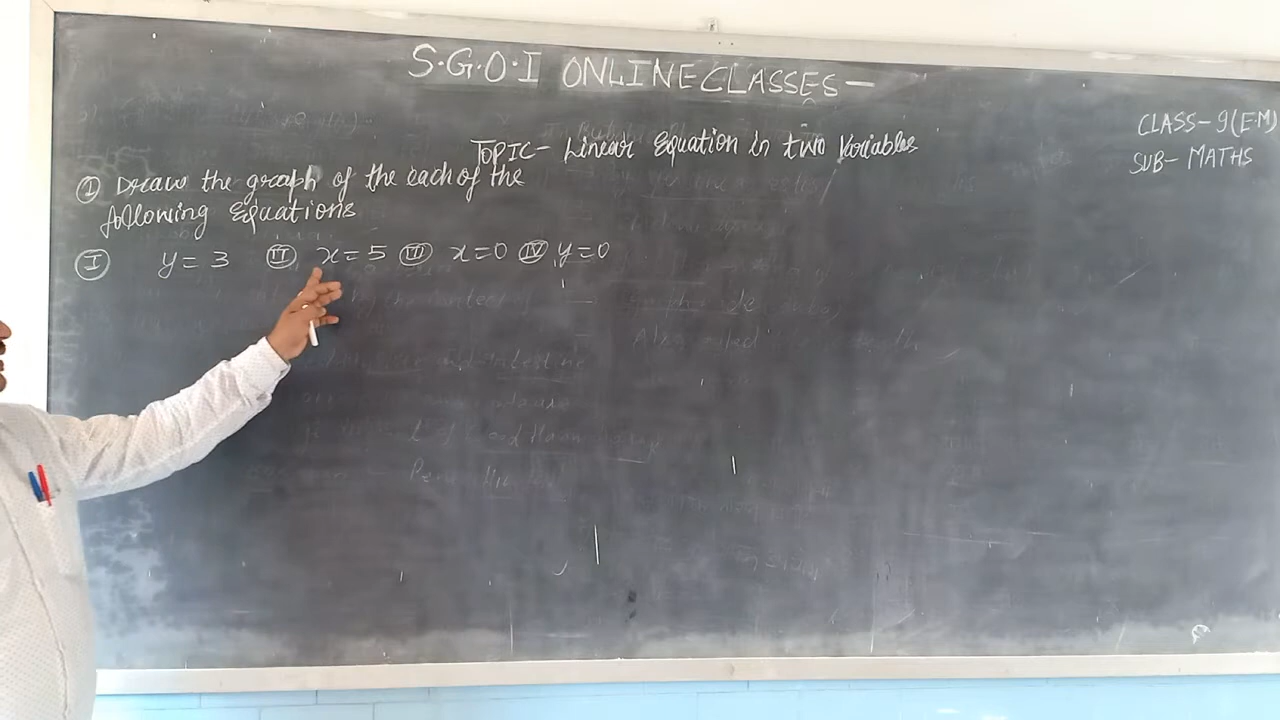 S.G.O.I ONLINE CLASSES -
CLASS- 9(E.M)
SUB- MATHS
TOPIC- Linear Equation in two Variables
① Draw the graph of the each of the
following Equations
Ⓘ y = 3 Ⓘⓘ x = 5 Ⓘⓘⓘ x = 0 ⒾⓋ y = 0